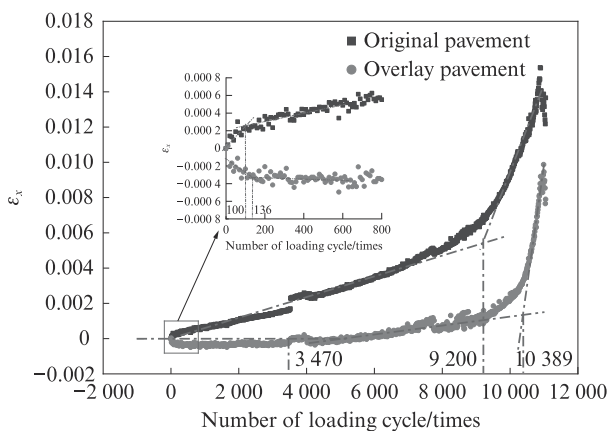 0.018
0.016
0.014
0.012
0.010
0.008
0.006
0.004
0.002
0
−0.002
εx
Original pavement
Overlay pavement
0.000 8
0.000 6
0.000 4
0.000 2
0
−0.000 2
−0.000 4
−0.000 6
−0.000 8
εx
100 136
0 200 400 600 800
Number of loading cycle/times
3 470 9 200 10 389
−2 000 0 2 000 4 000 6 000 8 000 10 000 12 000
Number of loading cycle/times